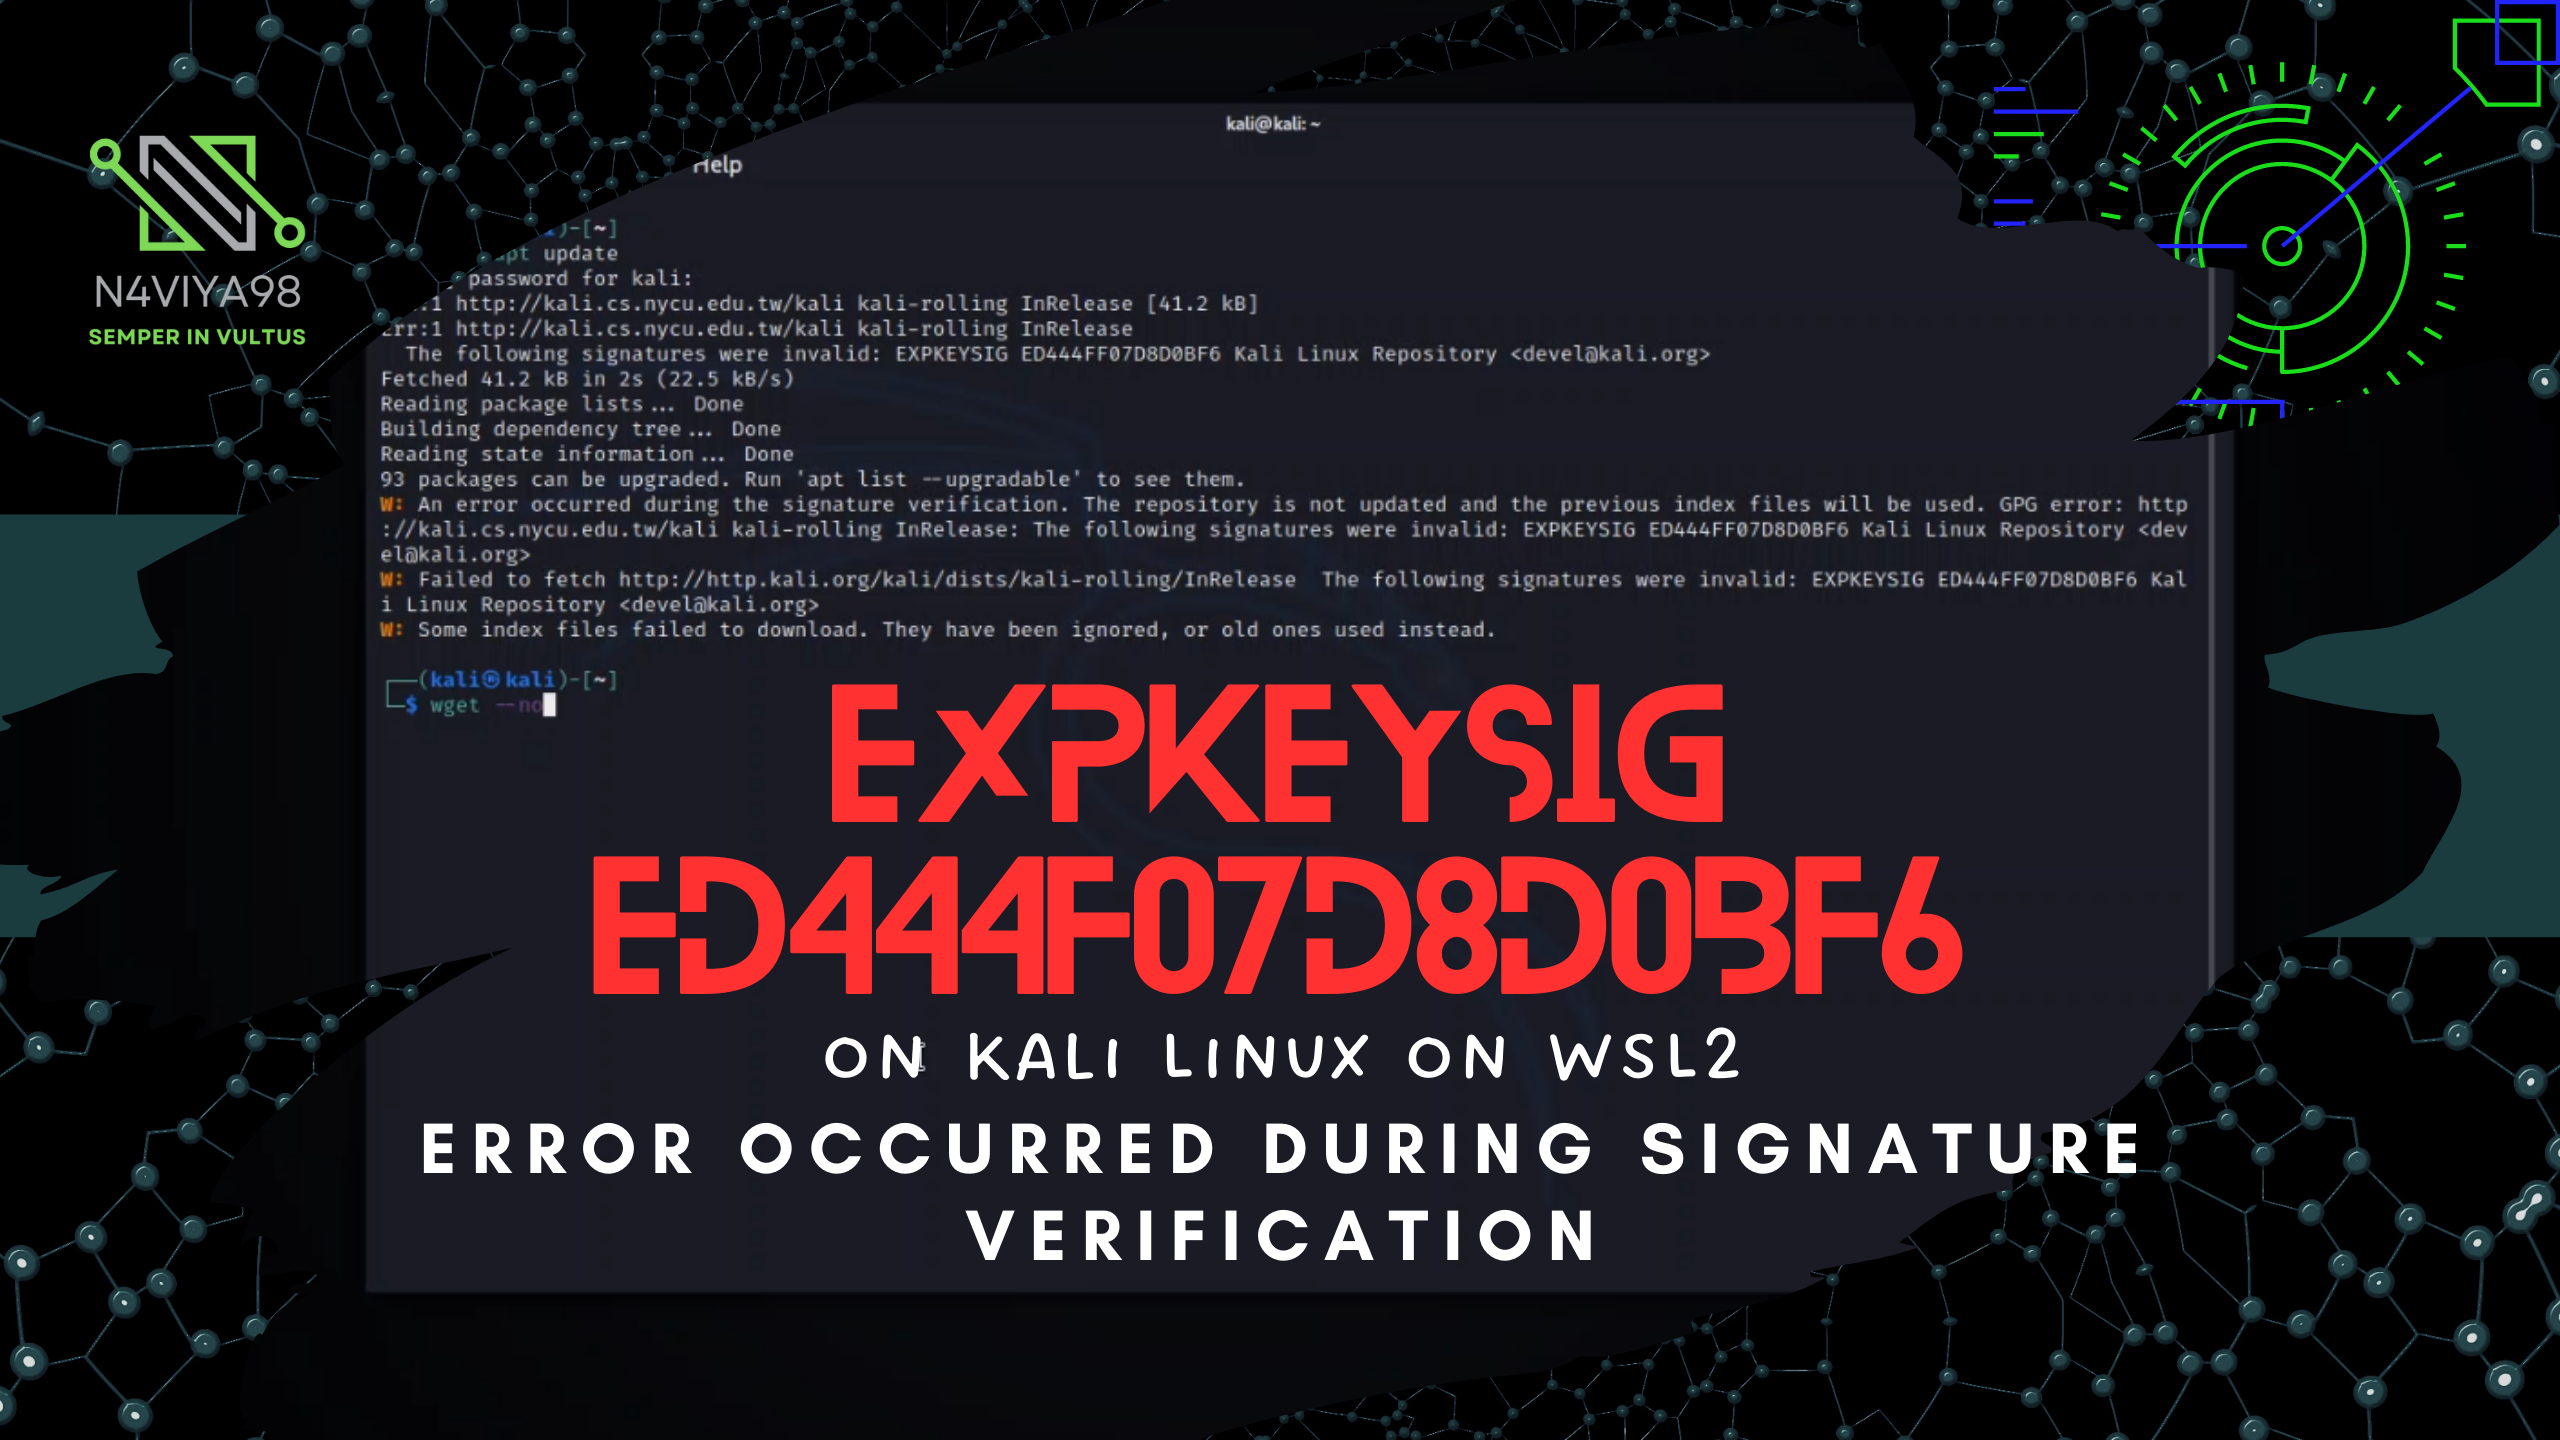 kali@kali: ~
Help
N4VIYA98
SEMPER IN VULTUS
)-[~]
update
password for kali:
:1 http://kali.cs.nycu.edu.tw/kali kali-rolling InRelease [41.2 kB]
Err:1 http://kali.cs.nycu.edu.tw/kali kali-rolling InRelease
The following signatures were invalid: EXPKEYSIG ED444FF07D8D0BF6 Kali Linux Repository <devel@kali.org>
Fetched 41.2 kB in 2s (22.5 kB/s)
Reading package lists... Done
Building dependency tree... Done
Reading state information... Done
93 packages can be upgraded. Run 'apt list --upgradable' to see them.
W: An error occurred during the signature verification. The repository is not updated and the previous index files will be used. GPG error: http
://kali.cs.nycu.edu.tw/kali kali-rolling InRelease: The following signatures were invalid: EXPKEYSIG ED444FF07D8D0BF6 Kali Linux Repository <dev
el@kali.org>
W: Failed to fetch http://http.kali.org/kali/dists/kali-rolling/InRelease The following signatures were invalid: EXPKEYSIG ED444FF07D8D0BF6 Kal
i Linux Repository <devel@kali.org>
W: Some index files failed to download. They have been ignored, or old ones used instead.
(kali㉿kali)-[~]
$ wget --no
EXPKEYSIG
ED444F07D8D0BF6
ON KALI LINUX ON WSL2
ERROR OCCURRED DURING SIGNATURE
VERIFICATION